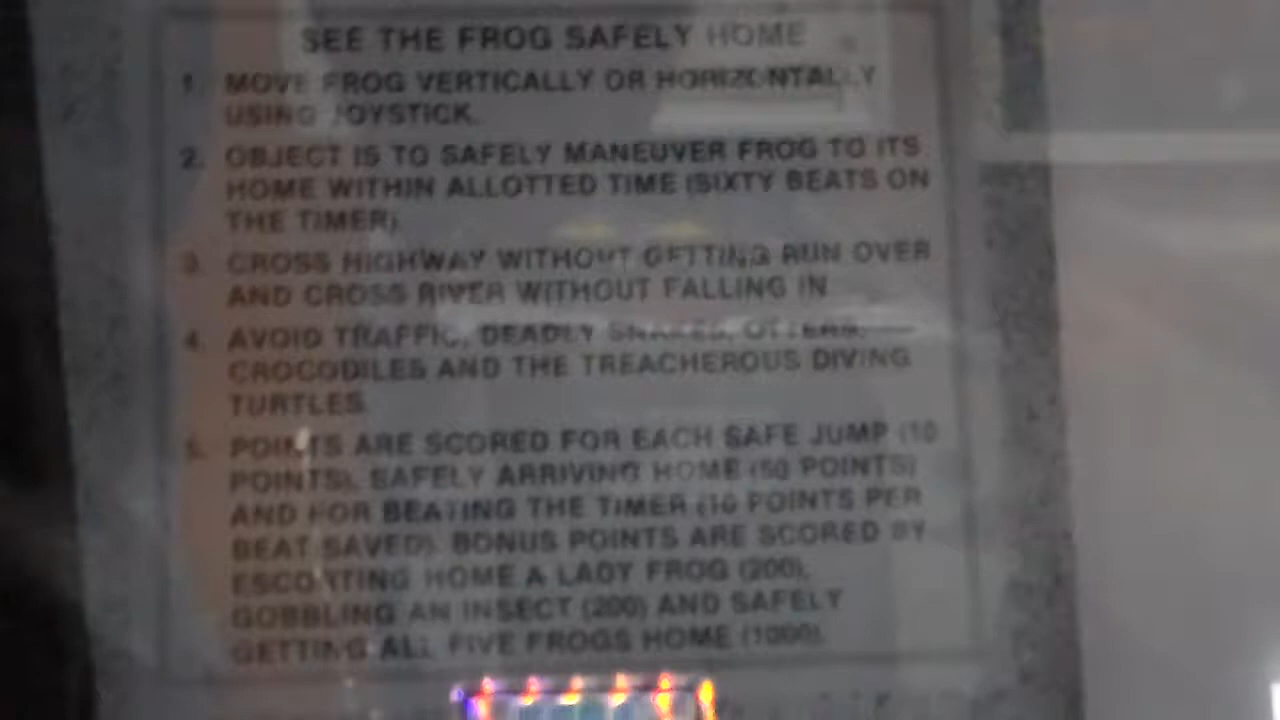 SEE THE FROG SAFELY HOME
1. MOVE FROG VERTICALLY OR HORIZONTALLY
USING JOYSTICK.
2. OBJECT IS TO SAFELY MANEUVER FROG TO ITS
HOME WITHIN ALLOTTED TIME (SIXTY BEATS ON
THE TIMER).
3. CROSS HIGHWAY WITHOUT GETTING RUN OVER
AND CROSS RIVER WITHOUT FALLING IN
4. AVOID TRAFFIC, DEADLY SNAKES, OTTERS,
CROCODILES AND THE TREACHEROUS DIVING
TURTLES.
5. POINTS ARE SCORED FOR EACH SAFE JUMP (10
POINTS), SAFELY ARRIVING HOME (50 POINTS)
AND FOR BEATING THE TIMER (10 POINTS PER
BEAT SAVED). BONUS POINTS ARE SCORED BY
ESCORTING HOME A LADY FROG (200),
GOBBLING AN INSECT (200) AND SAFELY
GETTING ALL FIVE FROGS HOME (1000).